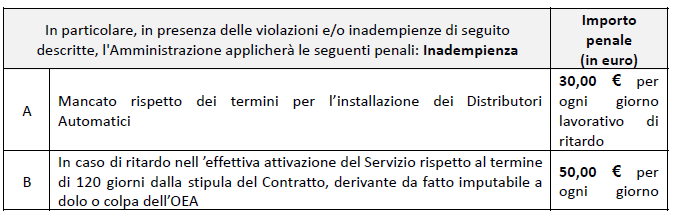 In particolare, in presenza delle violazioni e/o inadempienze di seguito
descritte, l'Amministrazione applicherà le seguenti penali: Inadempienza
Importo
penale
(in euro)
A
Mancato rispetto dei termini per l’installazione dei Distributori
Automatici
30,00 € per
ogni giorno
lavorativo di
ritardo
B
In caso di ritardo nell ’effettiva attivazione del Servizio rispetto al termine
di 120 giorni dalla stipula del Contratto, derivante da fatto imputabile a
dolo o colpa dell’OEA
50,00 € per
ogni giorno